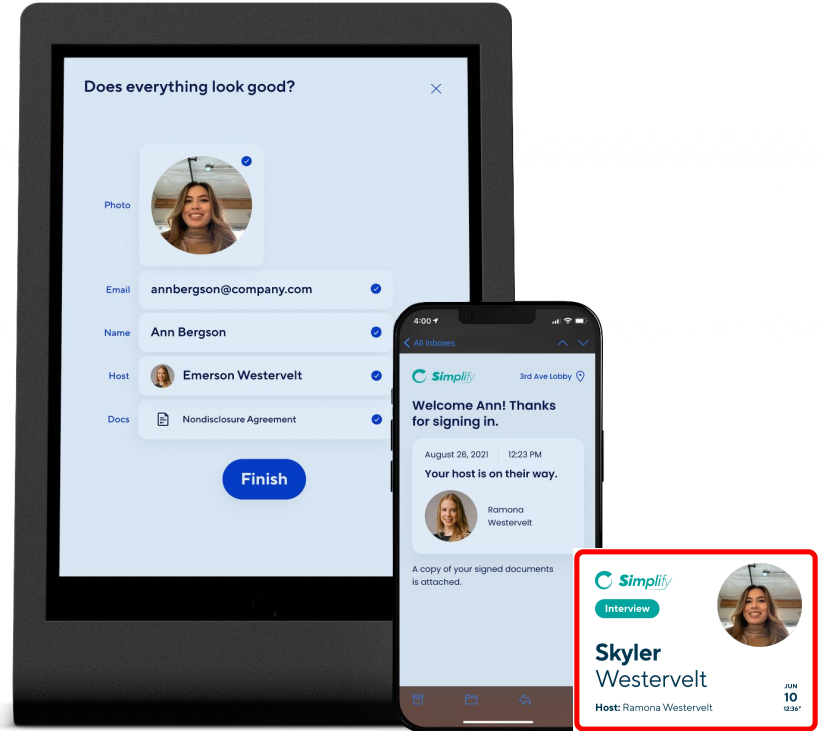 Does everything look good?
Photo
Email annbergson@company.com
Name Ann Bergson
Host Emerson Westervelt
Docs Nondisclosure Agreement
Finish
4:00
All Inboxes
Simplify 3rd Ave Lobby
Welcome Ann! Thanks
for signing in.
August 26, 2021 12:23 PM
Your host is on their way.
Ramona
Westervelt
A copy of your signed documents
is attached.
Simplify
Interview
Skyler
Westervelt
Host: Ramona Westervelt
JUN
10
12:36ᴾ